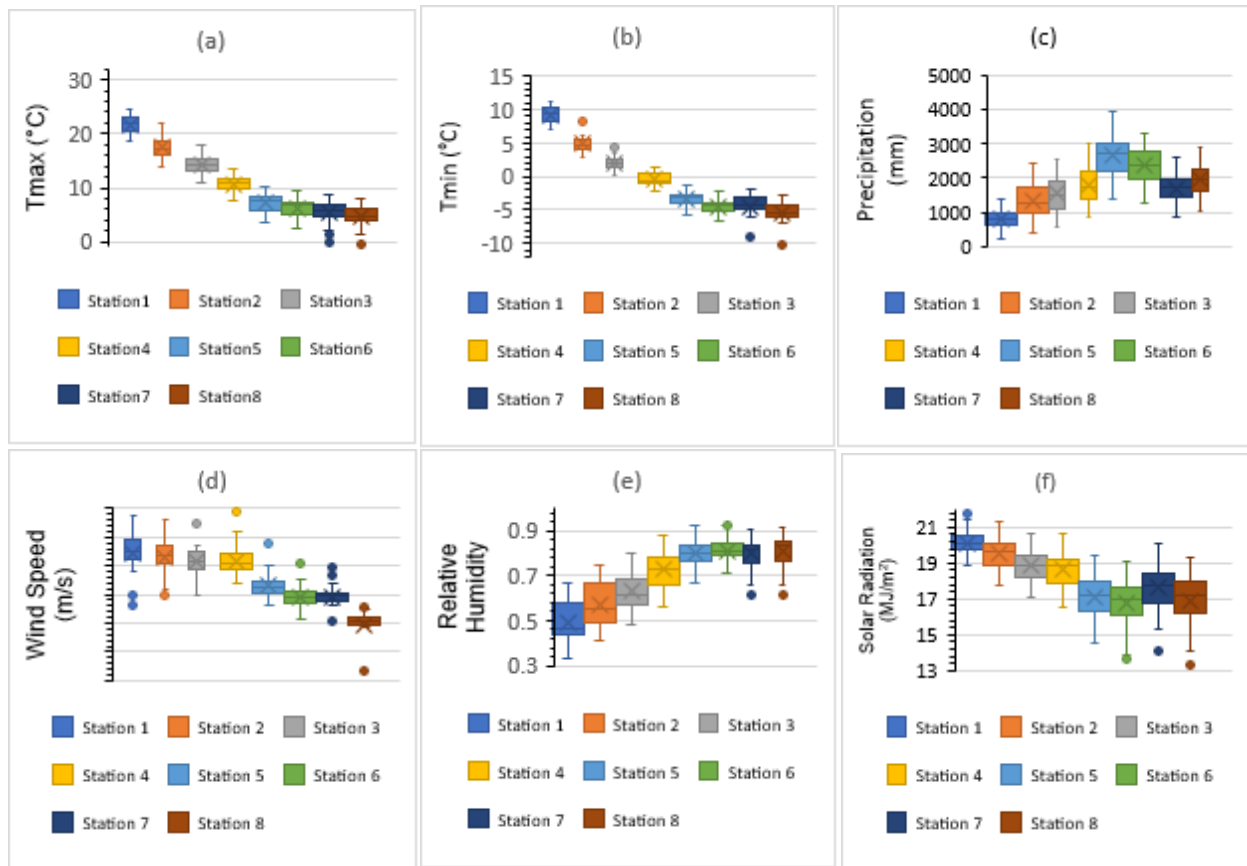 (a)
Tmax (°C)
30
20
10
0
Station1 Station2 Station3
Station4 Station5 Station6
Station7 Station8
(b)
Tmin (°C)
15
10
5
0
-5
-10
Station 1 Station 2 Station 3
Station 4 Station 5 Station 6
Station 7 Station 8
(c)
Precipitation
(mm)
5000
4000
3000
2000
1000
0
Station 1 Station 2 Station 3
Station 4 Station 5 Station 6
Station 7 Station 8
(d)
Wind Speed
(m/s)
Station 1 Station 2 Station 3
Station 4 Station 5 Station 6
Station 7 Station 8
(e)
Relative
Humidity
0.9
0.7
0.5
0.3
Station 1 Station 2 Station 3
Station 4 Station 5 Station 6
Station 7 Station 8
(f)
Solar Radiation
(MJ/m²)
21
19
17
15
13
Station 1 Station 2 Station 3
Station 4 Station 5 Station 6
Station 7 Station 8